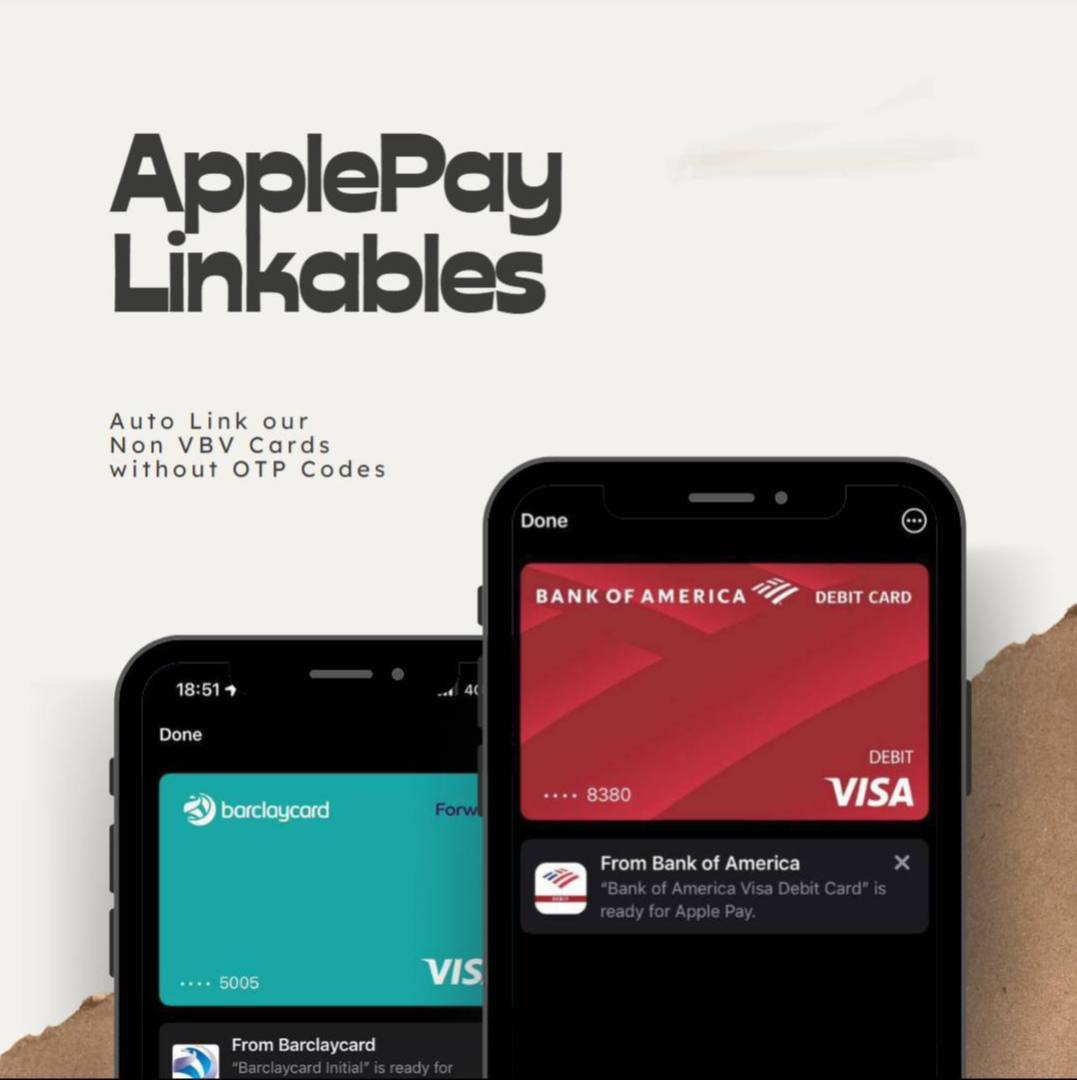 ApplePay
Linkables
Auto Link our
Non VBV Cards
without OTP Codes
Done
BANK OF AMERICA DEBIT CARD
DEBIT
.... 8380 VISA
From Bank of America
"Bank of America Visa Debit Card" is
ready for Apple Pay.
18:51
Done
barclaycard
.... 5005
From Barclaycard
"Barclaycard Initial" is ready for